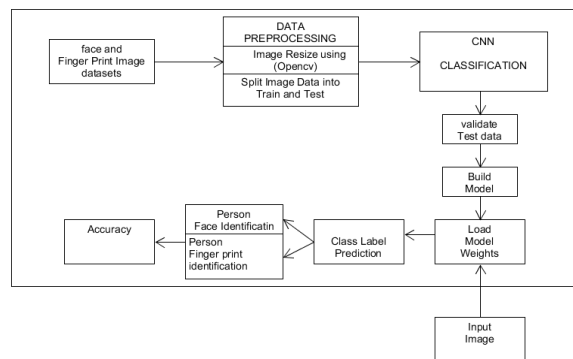 face and
Finger Print Image
datasets
DATA
PREPROCESSING
Image Resize using
(Opencv)
Split Image Data into
Train and Test
CNN
CLASSIFICATION
validate
Test data
Build
Model
Load
Model
Weights
Class Label
Prediction
Person
Face Identificatin
Person
Finger print
identification
Accuracy
Input
Image